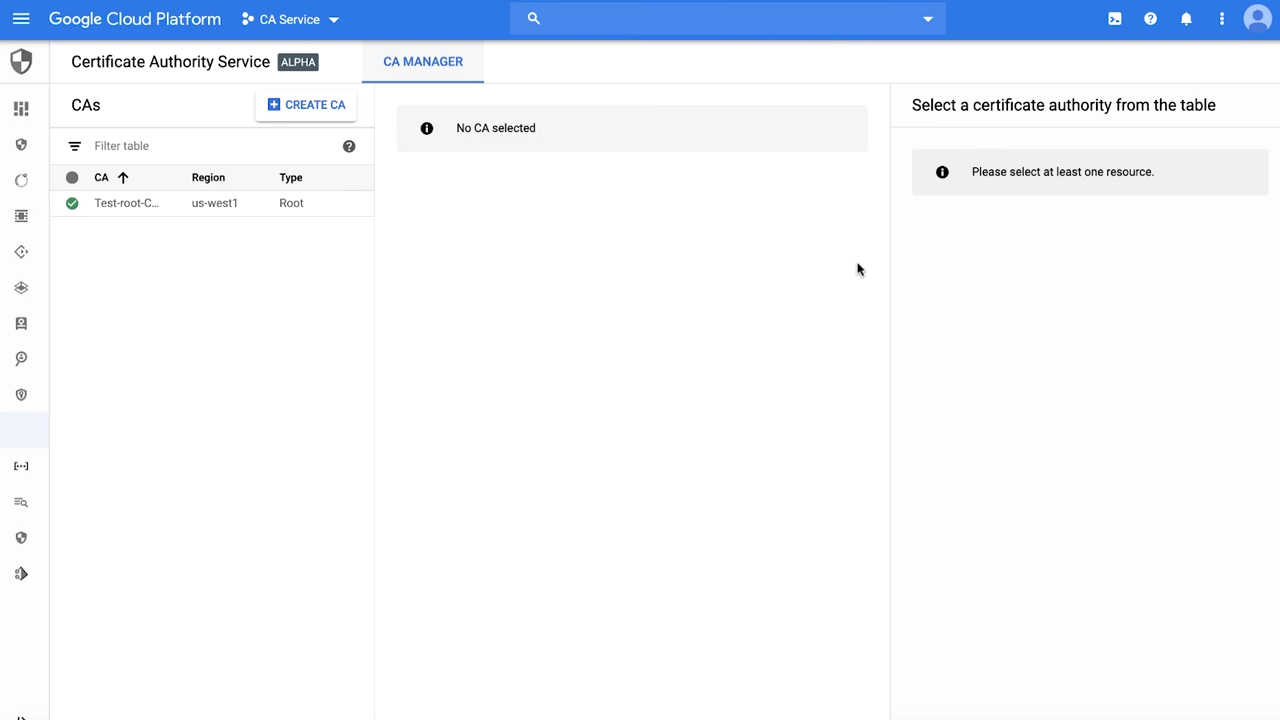 Google Cloud Platform
CA Service
Certificate Authority Service
ALPHA
CA MANAGER
CAs
CREATE CA
Filter table
CA Region Type
Test-root-C... us-west1 Root
No CA selected
Select a certificate authority from the table
Please select at least one resource.